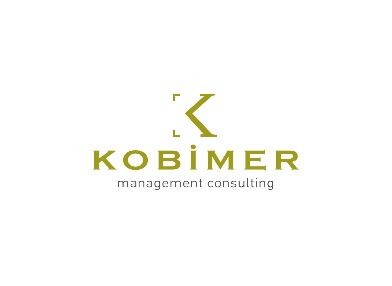 K
KOBİMER
management consulting